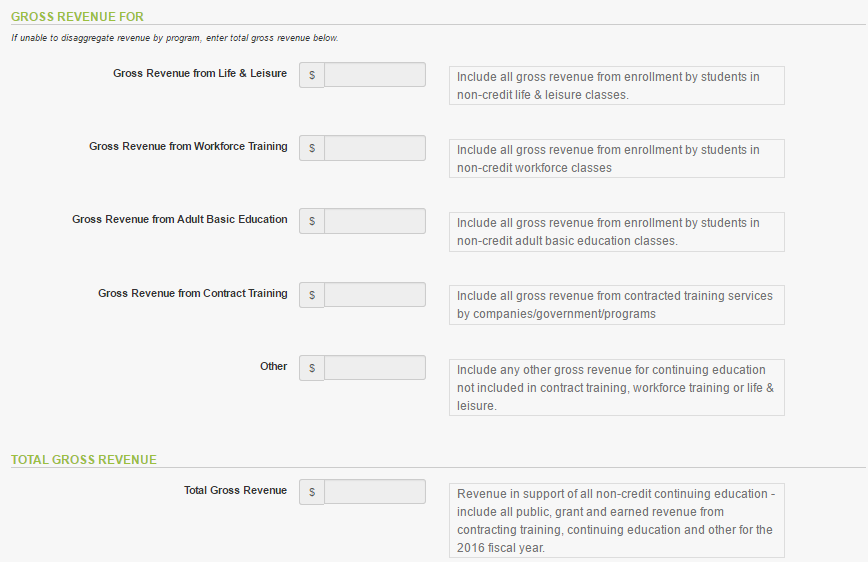 GROSS REVENUE FOR
If unable to disaggregate revenue by program, enter total gross revenue below.
Gross Revenue from Life & Leisure $ Include all gross revenue from enrollment by students in
non-credit life & leisure classes.
Gross Revenue from Workforce Training $ Include all gross revenue from enrollment by students in
non-credit workforce classes
Gross Revenue from Adult Basic Education $ Include all gross revenue from enrollment by students in
non-credit adult basic education classes.
Gross Revenue from Contract Training $ Include all gross revenue from contracted training services
by companies/government/programs
Other $ Include any other gross revenue for continuing education
not included in contract training, workforce training or life &
leisure.
TOTAL GROSS REVENUE
Total Gross Revenue $ Revenue in support of all non-credit continuing education -
include all public, grant and earned revenue from
contracting training, continuing education and other for the
2016 fiscal year.